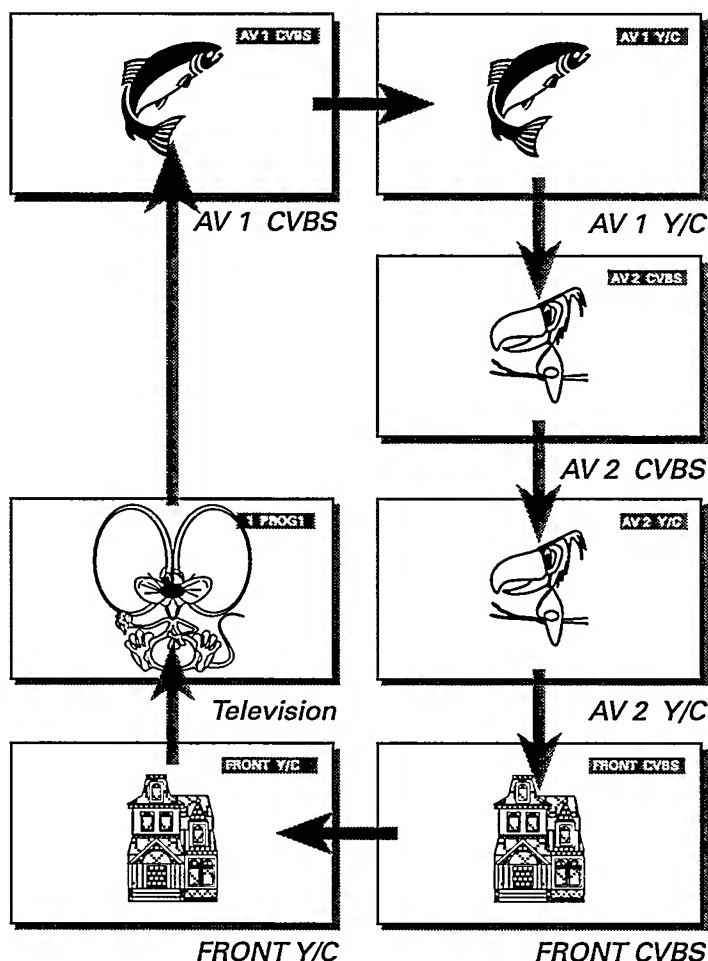 AV 1 CVBS
AV 1 Y/C
AV 1 CVBS
AV 1 Y/C
AV 2 CVBS
AV 2 CVBS
1 PROG1
AV 2 Y/C
Television
AV 2 Y/C
FRONT Y/C
FRONT CVBS
FRONT Y/C
FRONT CVBS